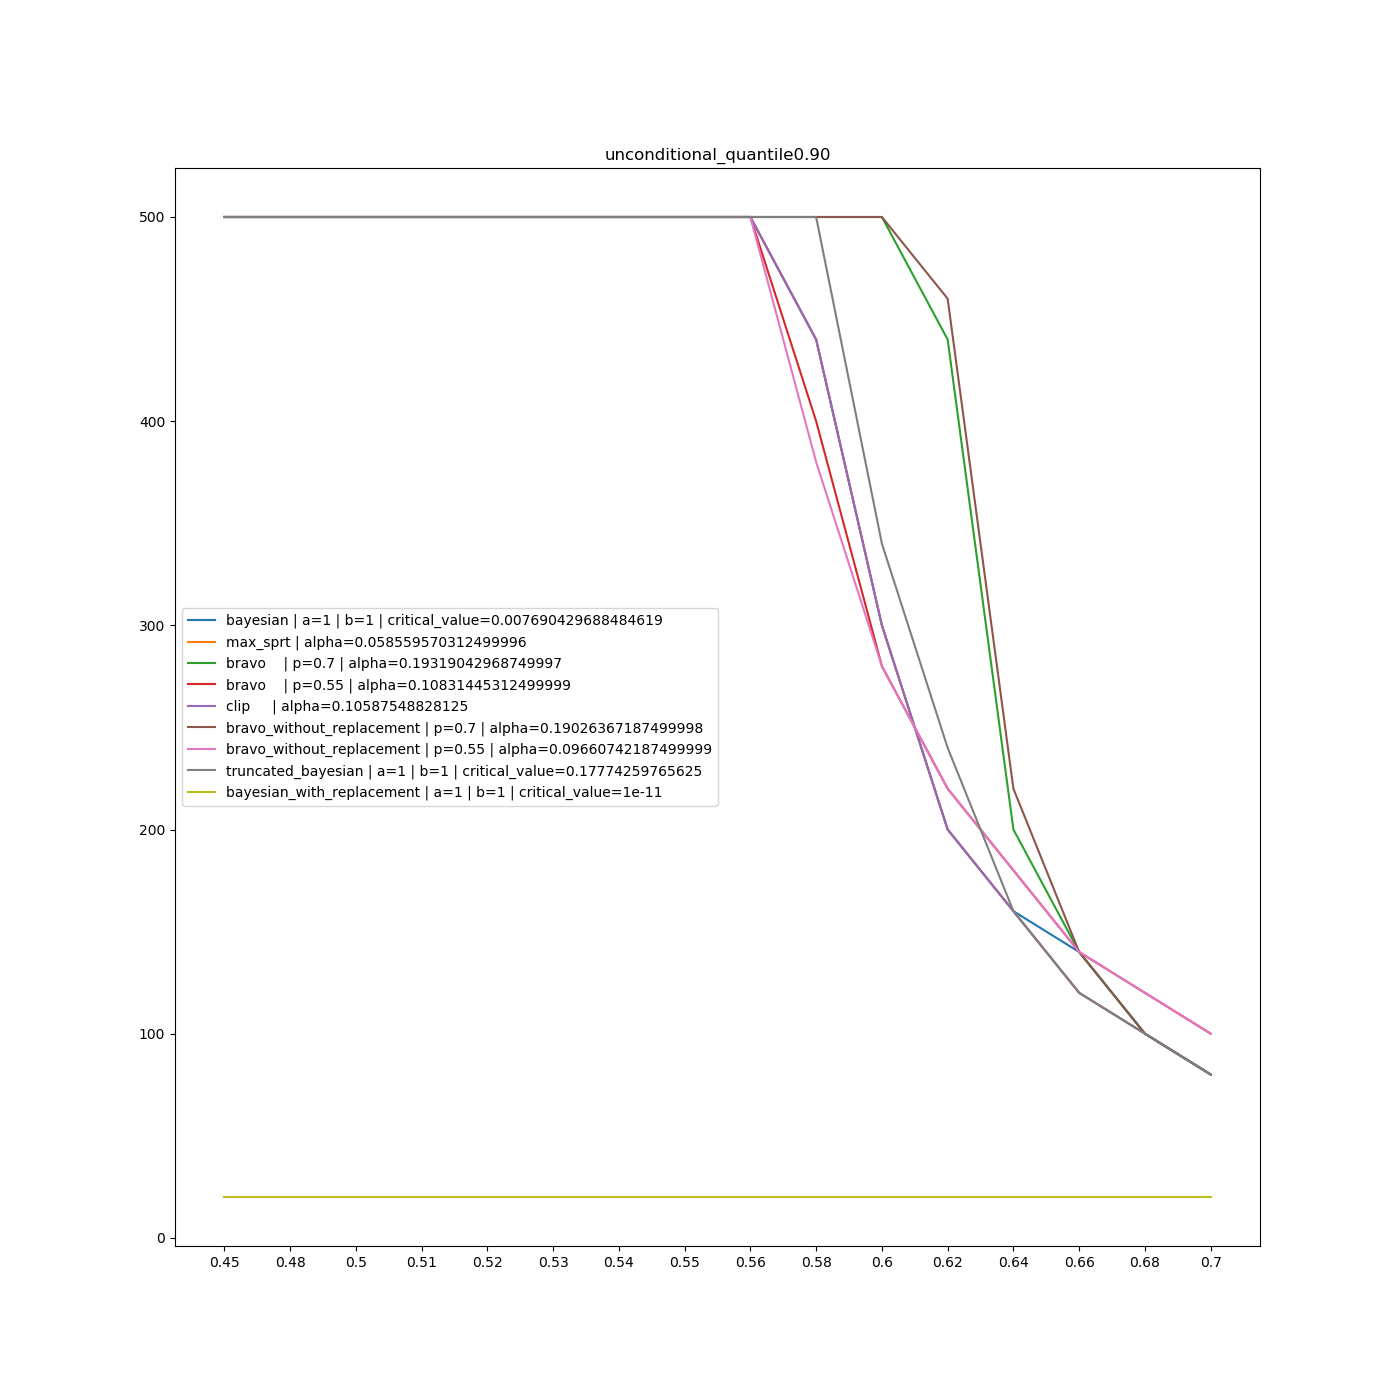 unconditional_quantile0.90
500
400
300
200
100
0
bayesian | a=1 | b=1 | critical_value=0.007690429688484619
max_sprt | alpha=0.058559570312499996
bravo    | p=0.7 | alpha=0.19319042968749997
bravo    | p=0.55 | alpha=0.10831445312499999
clip     | alpha=0.10587548828125
bravo_without_replacement | p=0.7 | alpha=0.19026367187499998
bravo_without_replacement | p=0.55 | alpha=0.09660742187499999
truncated_bayesian | a=1 | b=1 | critical_value=0.17774259765625
bayesian_with_replacement | a=1 | b=1 | critical_value=1e-11
0.45 0.48 0.5 0.51 0.52 0.53 0.54 0.55 0.56 0.58 0.6 0.62 0.64 0.66 0.68 0.7